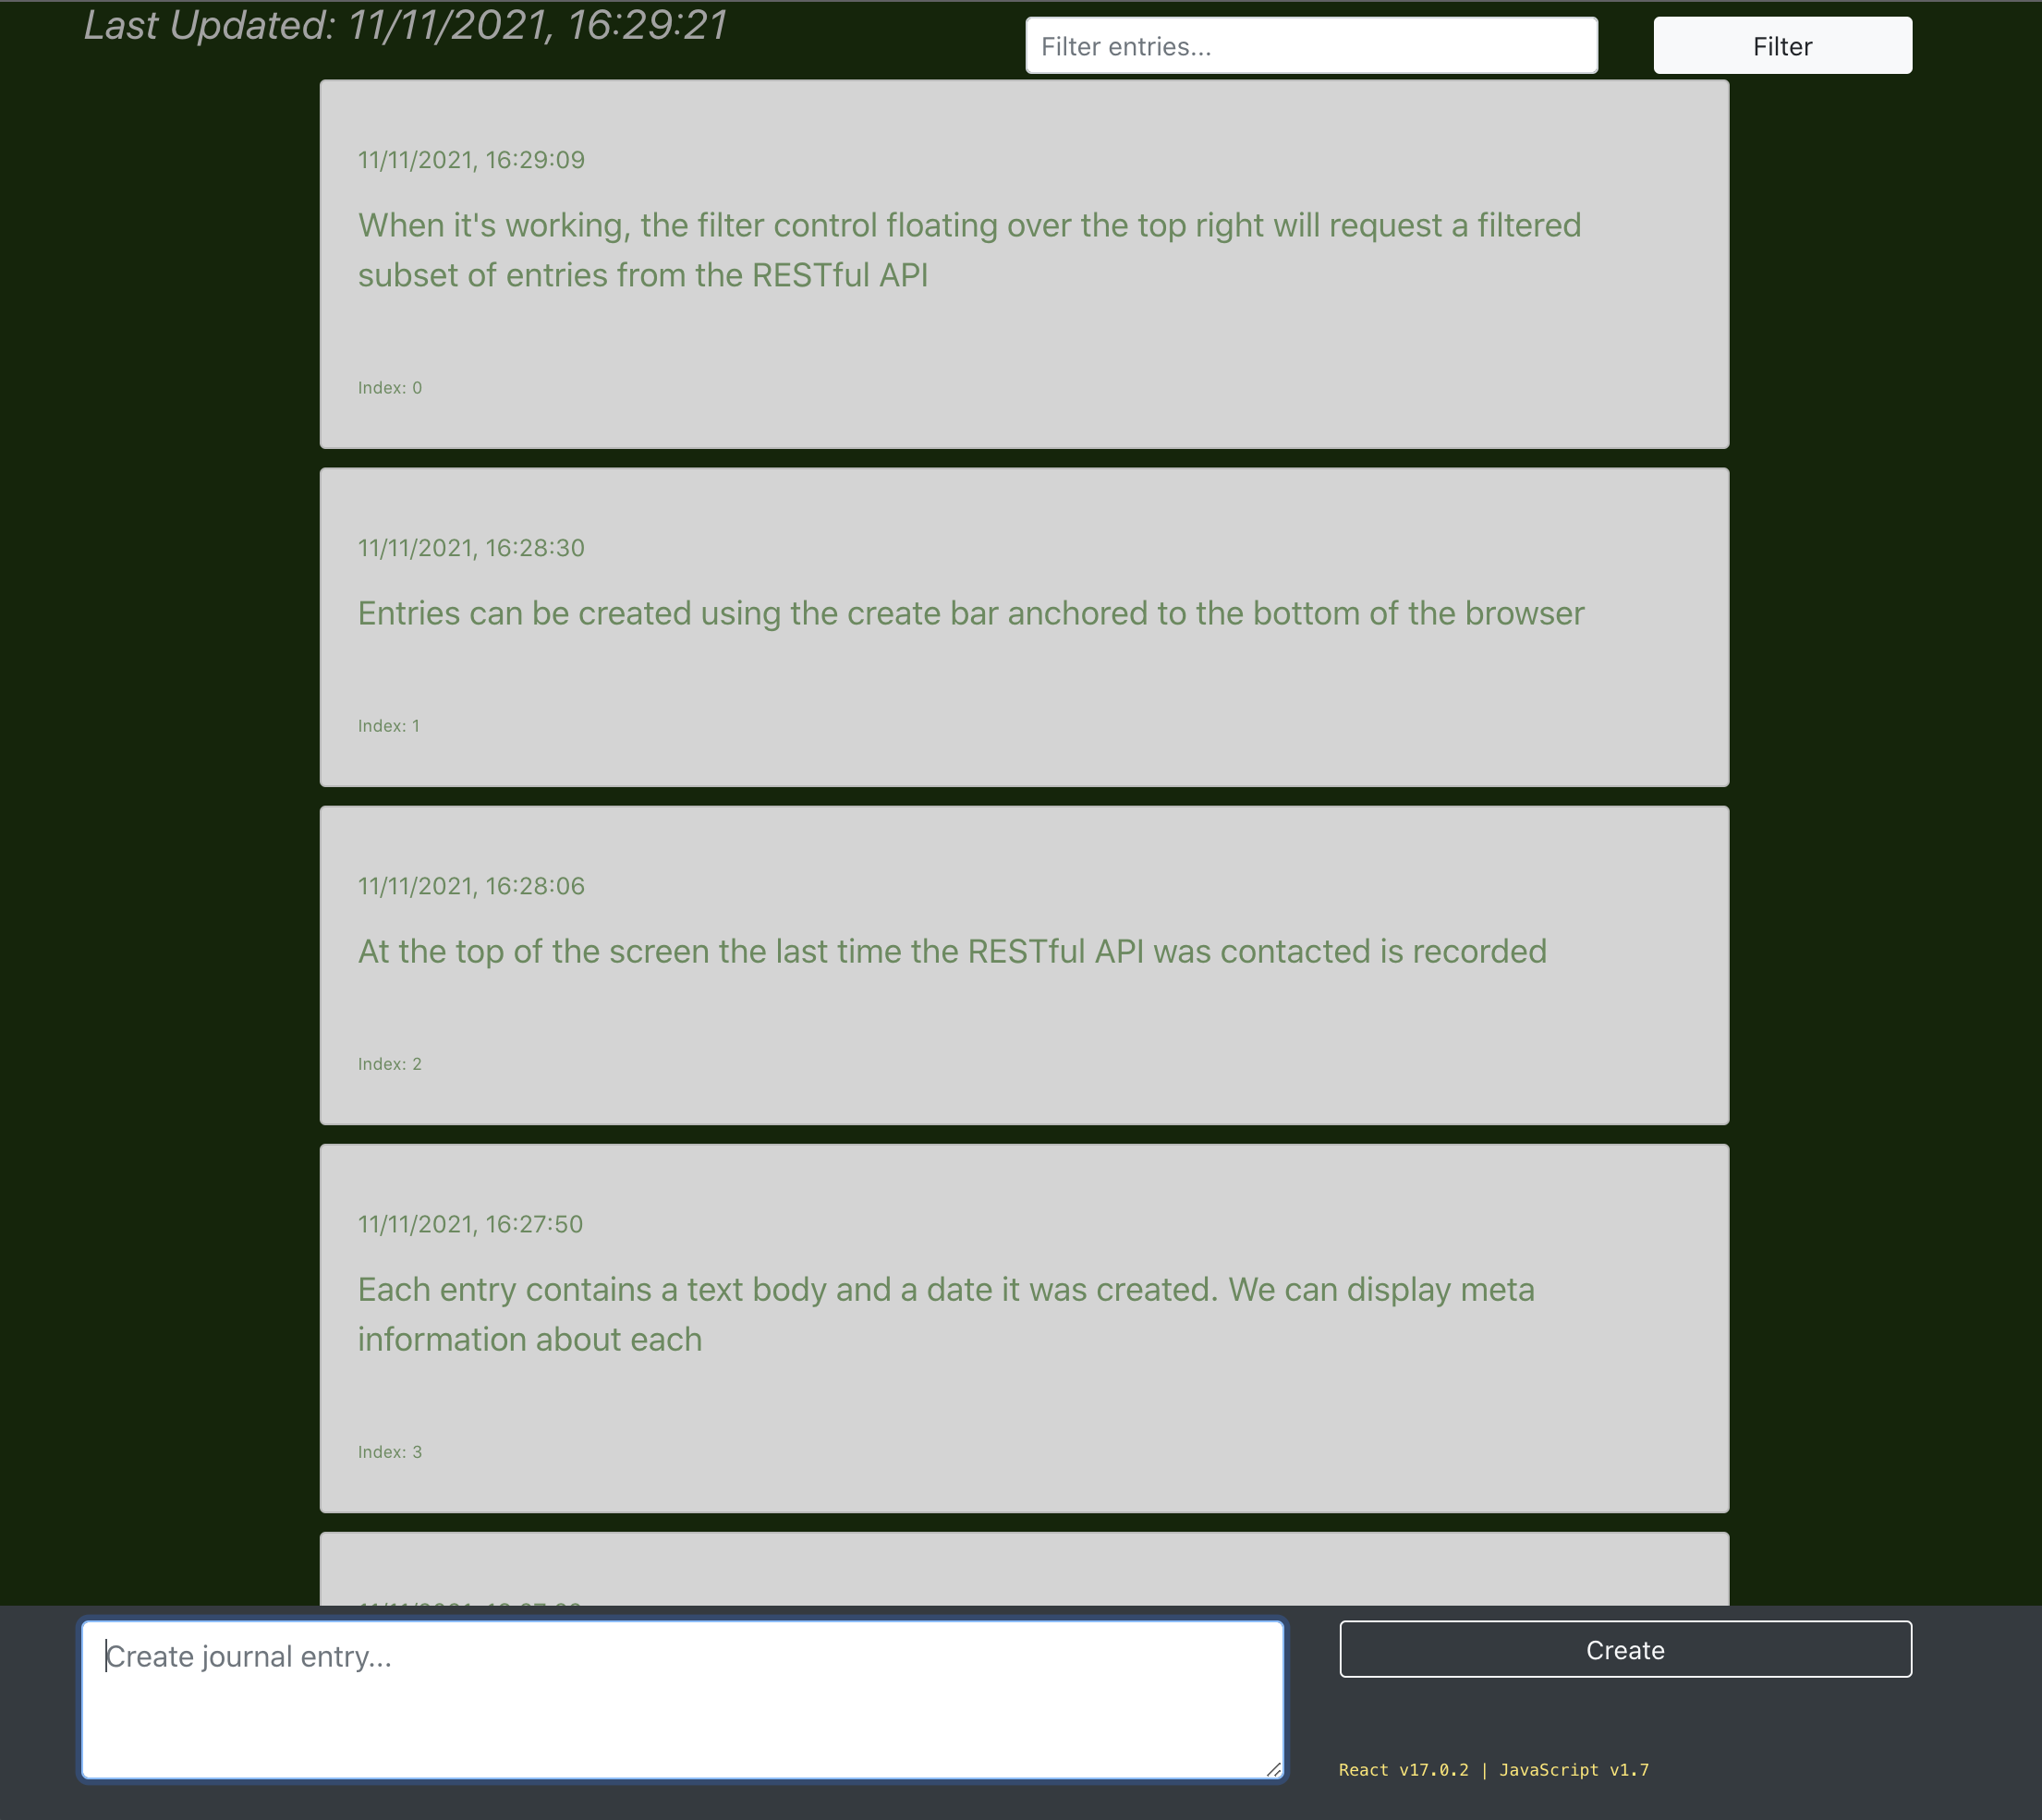 Last Updated: 11/11/2021, 16:29:21
Filter entries...
Filter
11/11/2021, 16:29:09
When it's working, the filter control floating over the top right will request a filtered
subset of entries from the RESTful API
Index: 0
11/11/2021, 16:28:30
Entries can be created using the create bar anchored to the bottom of the browser
Index: 1
11/11/2021, 16:28:06
At the top of the screen the last time the RESTful API was contacted is recorded
Index: 2
11/11/2021, 16:27:50
Each entry contains a text body and a date it was created. We can display meta
information about each
Index: 3
Create journal entry...
Create
React v17.0.2 | JavaScript v1.7